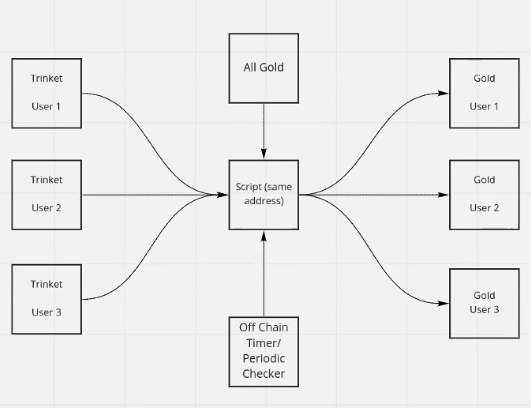 Trinket
User 1
Trinket
User 2
Trinket
User 3
All Gold
Script (same
address)
Off Chain
Timer/
Periodic
Checker
Gold
User 1
Gold
User 2
Gold
User 3